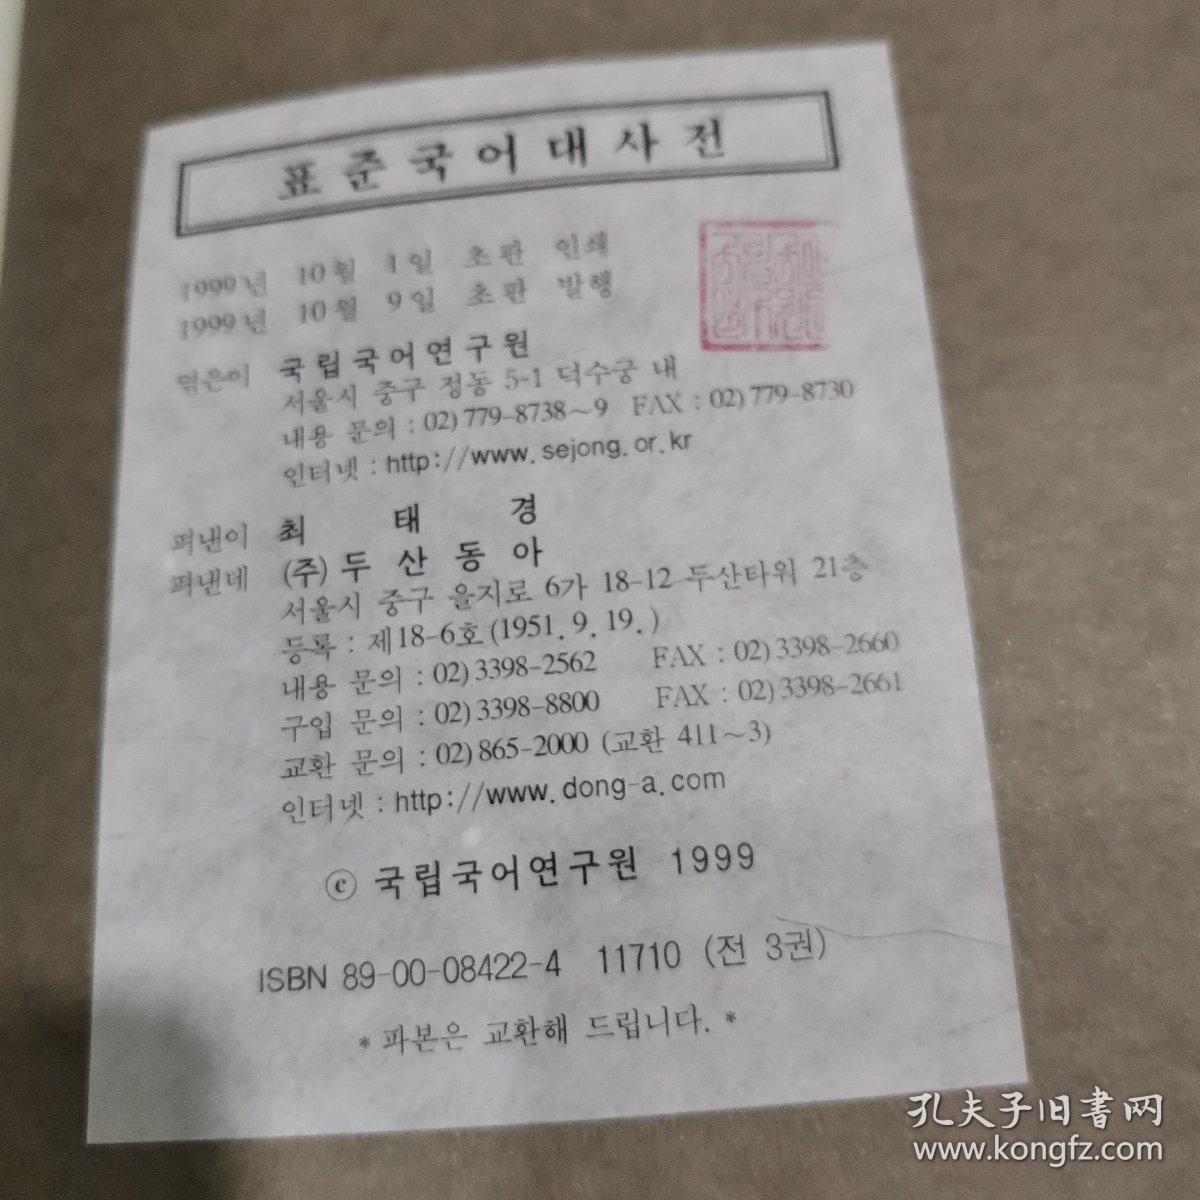 표준국어대사전
1999년 10월 1일 초판 인쇄
1999년 10월 9일 초판 발행
엮은이 국립국어연구원
서울시 중구 정동 5-1 덕수궁 내
내용 문의 : 02) 779-8738~9 FAX : 02) 779-8730
인터넷 : http://www.sejong.or.kr
펴낸이 최태경
펴낸데 (주) 두산동아
서울시 중구 을지로 6가 18-12 두산타워 21층
등록 : 제18-6호 (1951. 9. 19.)
내용 문의 : 02) 3398-2562 FAX : 02) 3398-2660
구입 문의 : 02) 3398-8800 FAX : 02) 3398-2661
교환 문의 : 02) 865-2000 (교환 411~3)
인터넷 : http://www.dong-a.com
ⓒ 국립국어연구원 1999
ISBN 89-00-08422-4 11710 (전 3권)
* 파본은 교환해 드립니다. *
孔夫子旧书网
www.kongfz.com